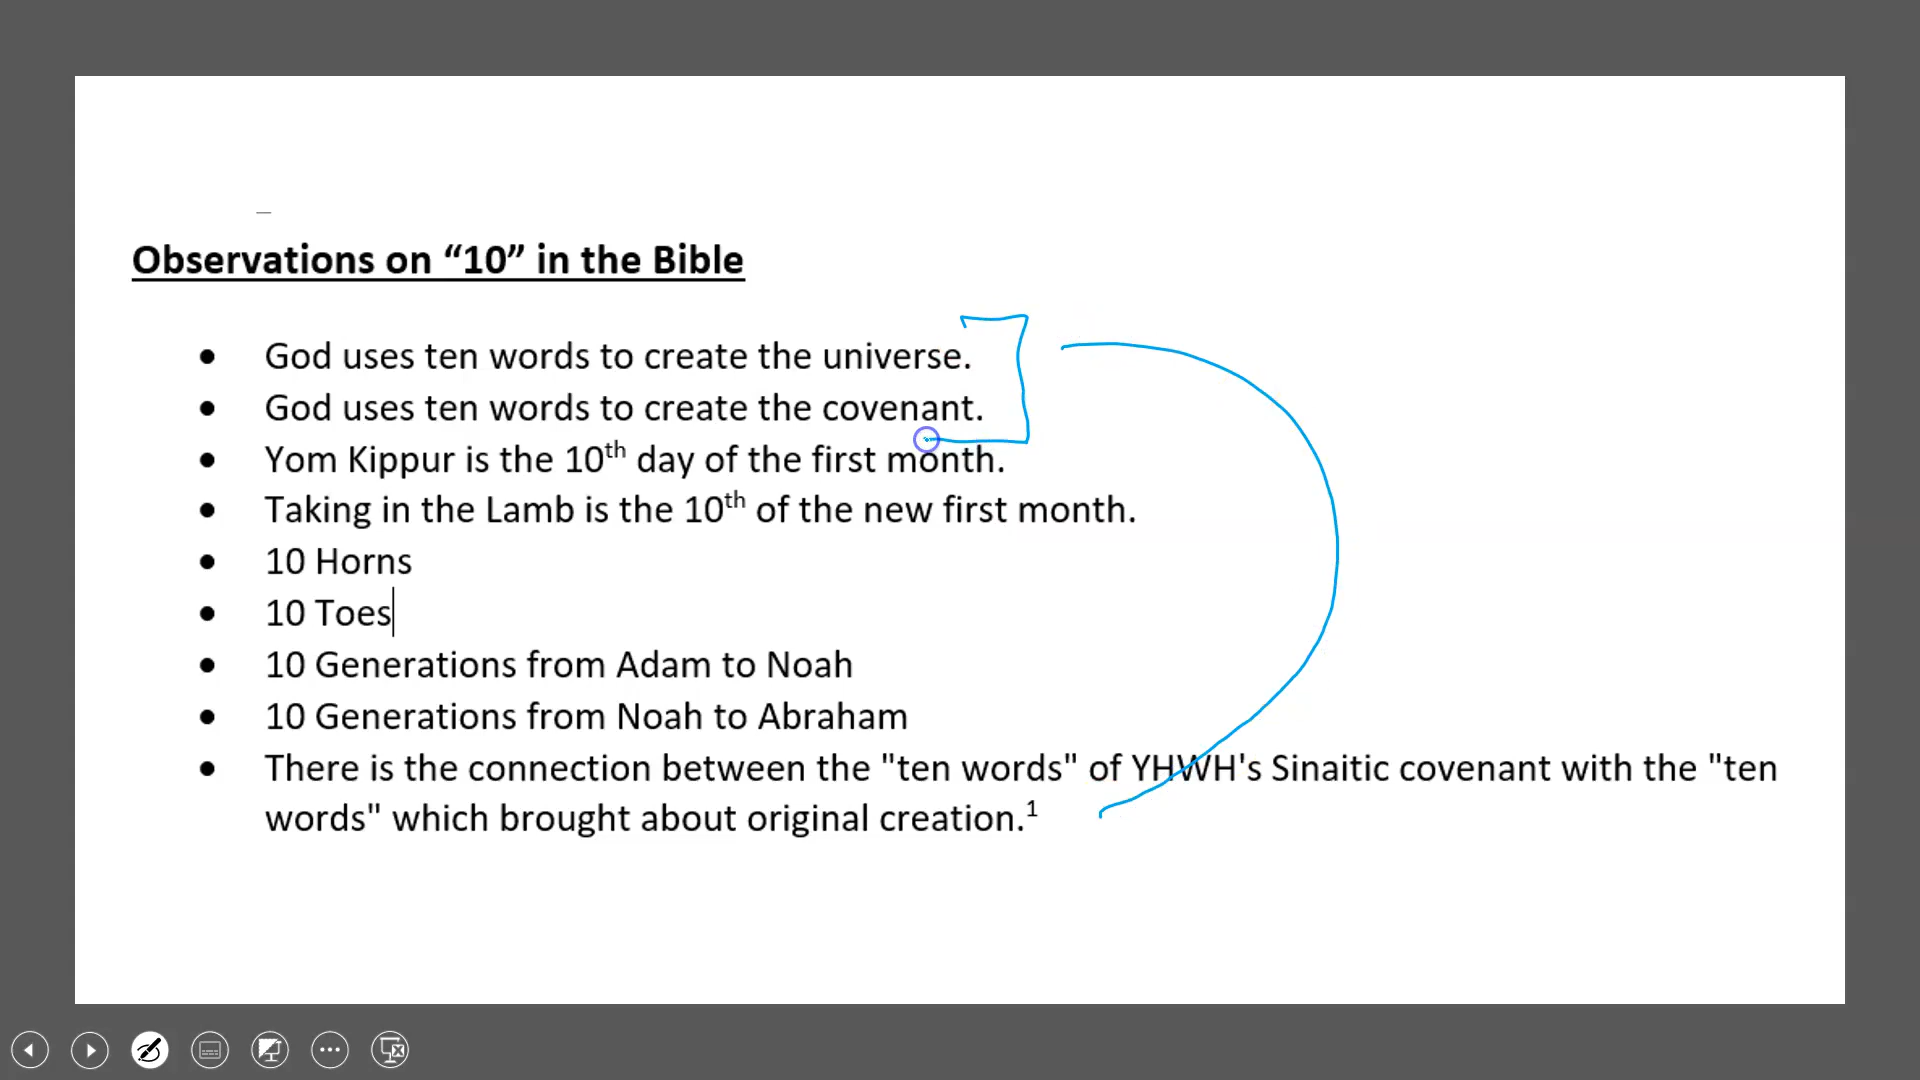 Observations on “10” in the Bible
• God uses ten words to create the universe.
• God uses ten words to create the covenant.
• Yom Kippur is the 10th day of the first month.
• Taking in the Lamb is the 10th of the new first month.
• 10 Horns
• 10 Toes
• 10 Generations from Adam to Noah
• 10 Generations from Noah to Abraham
• There is the connection between the "ten words" of YHWH's Sinaitic covenant with the "ten
words" which brought about original creation.1